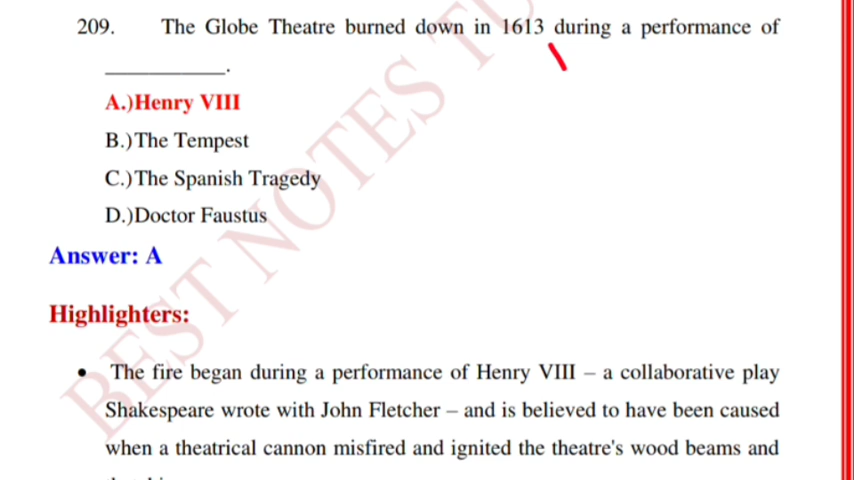 209. The Globe Theatre burned down in 1613 during a performance of
___________.
A.)Henry VIII
B.)The Tempest
C.)The Spanish Tragedy
D.)Doctor Faustus
Answer: A
Highlighters:
• The fire began during a performance of Henry VIII – a collaborative play
Shakespeare wrote with John Fletcher – and is believed to have been caused
when a theatrical cannon misfired and ignited the theatre's wood beams and
BEST NOTES